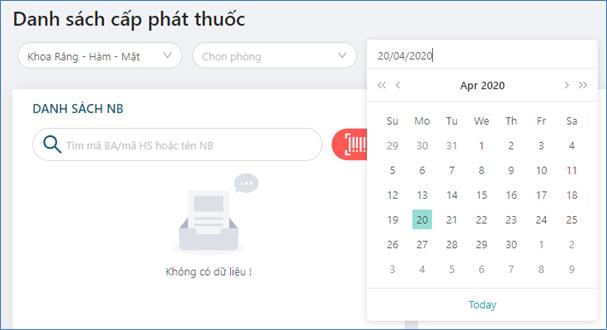 Danh sách cấp phát thuốc
Khoa Răng - Hàm - Mặt
Chọn phòng
20/04/2020
Apr 2020
Su Mo Tu We Th Fr Sa
29 30 31 1 2 3 4
5 6 7 8 9 10 11
12 13 14 15 16 17 18
19 20 21 22 23 24 25
26 27 28 29 30 1 2
3 4 5 6 7 8 9
Today
DANH SÁCH NB
Tìm mã BA/mã HS hoặc tên NB
Không có dữ liệu !